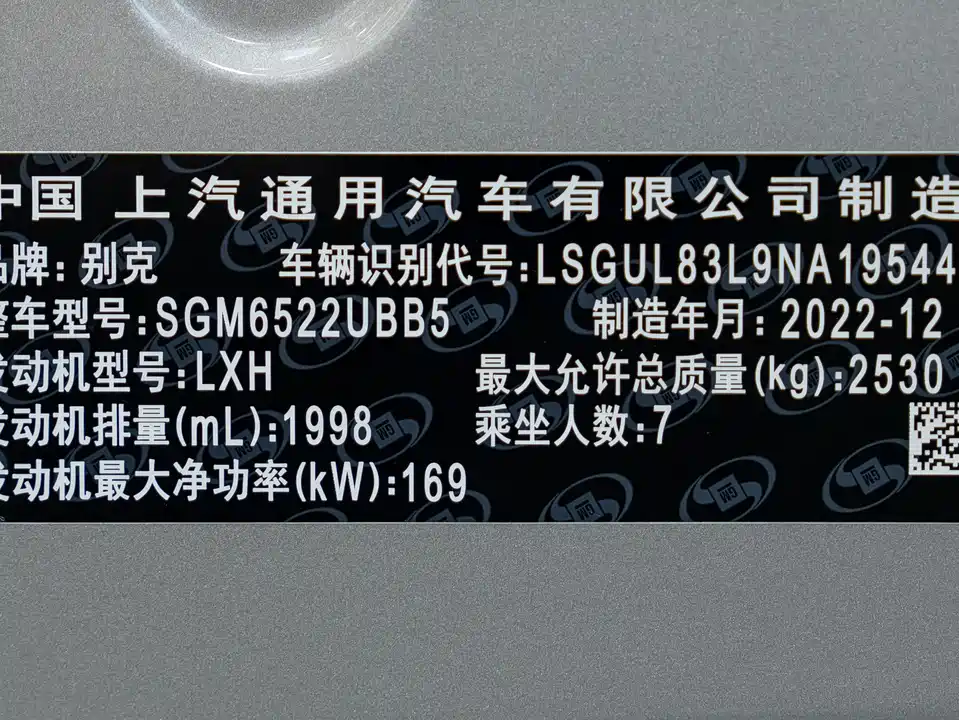 中国 上汽通用汽车有限公司制造
品牌: 别克 车辆识别代号:LSGUL83L9NA19544
整车型号:SGM6522UBB5 制造年月: 2022-12
发动机型号:LXH 最大允许总质量(kg):2530
发动机排量(mL):1998 乘坐人数:7
发动机最大净功率(kW):169